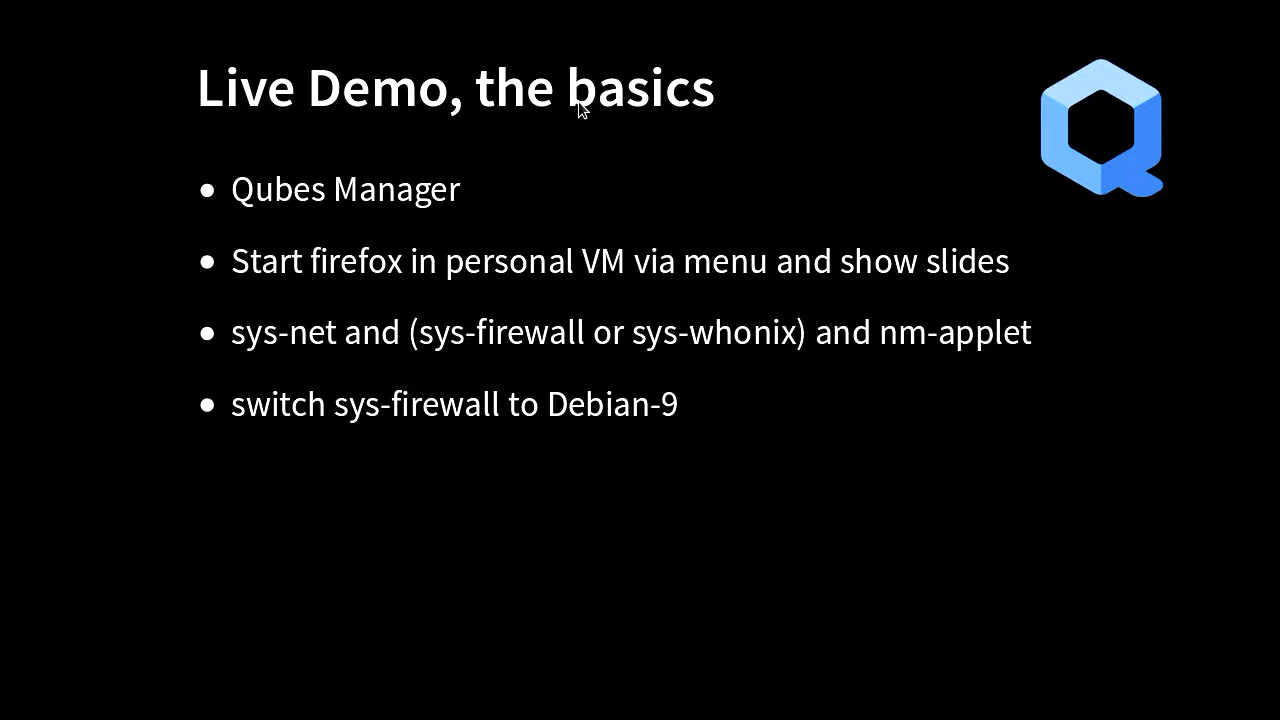 Live Demo, the basics
Qubes Manager
Start firefox in personal VM via menu and show slides
sys-net and (sys-firewall or sys-whonix) and nm-applet
switch sys-firewall to Debian-9